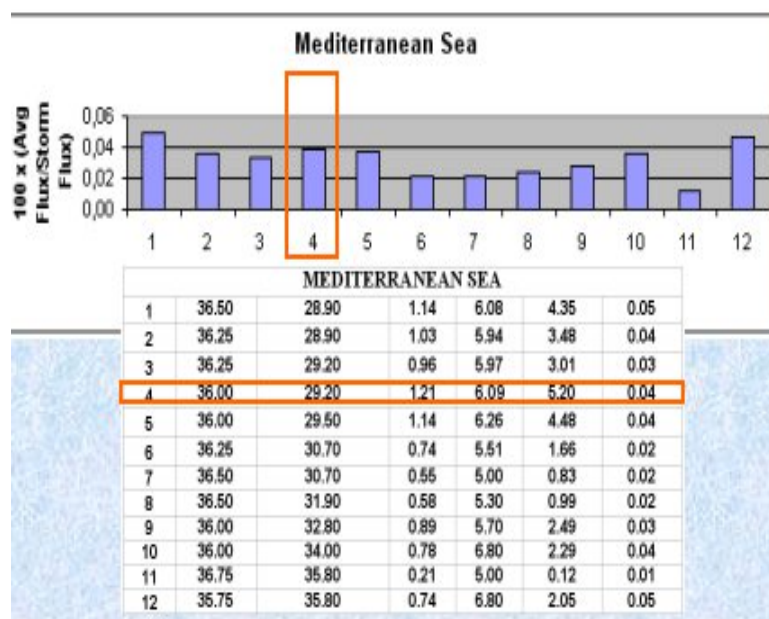 Mediterranean Sea
100 x (Avg
Flux/Storm
Flux)
0,06
0,04
0,02
0,00
1 2 3 4 5 6 7 8 9 10 11 12
MEDITERRANEAN SEA
1 36.50 28.90 1.14 6.08 4.35 0.05
2 36.25 28.90 1.03 5.94 3.48 0.04
3 36.25 29.20 0.96 5.97 3.01 0.03
4 36.00 29.20 1.21 6.09 5.20 0.04
5 36.00 29.50 1.14 6.26 4.48 0.04
6 36.25 30.70 0.74 5.51 1.66 0.02
7 36.50 30.70 0.55 5.00 0.83 0.02
8 36.50 31.90 0.58 5.30 0.99 0.02
9 36.00 32.80 0.89 5.70 2.49 0.03
10 36.00 34.00 0.78 6.80 2.29 0.04
11 36.75 35.80 0.21 5.00 0.12 0.01
12 35.75 35.80 0.74 6.80 2.05 0.05